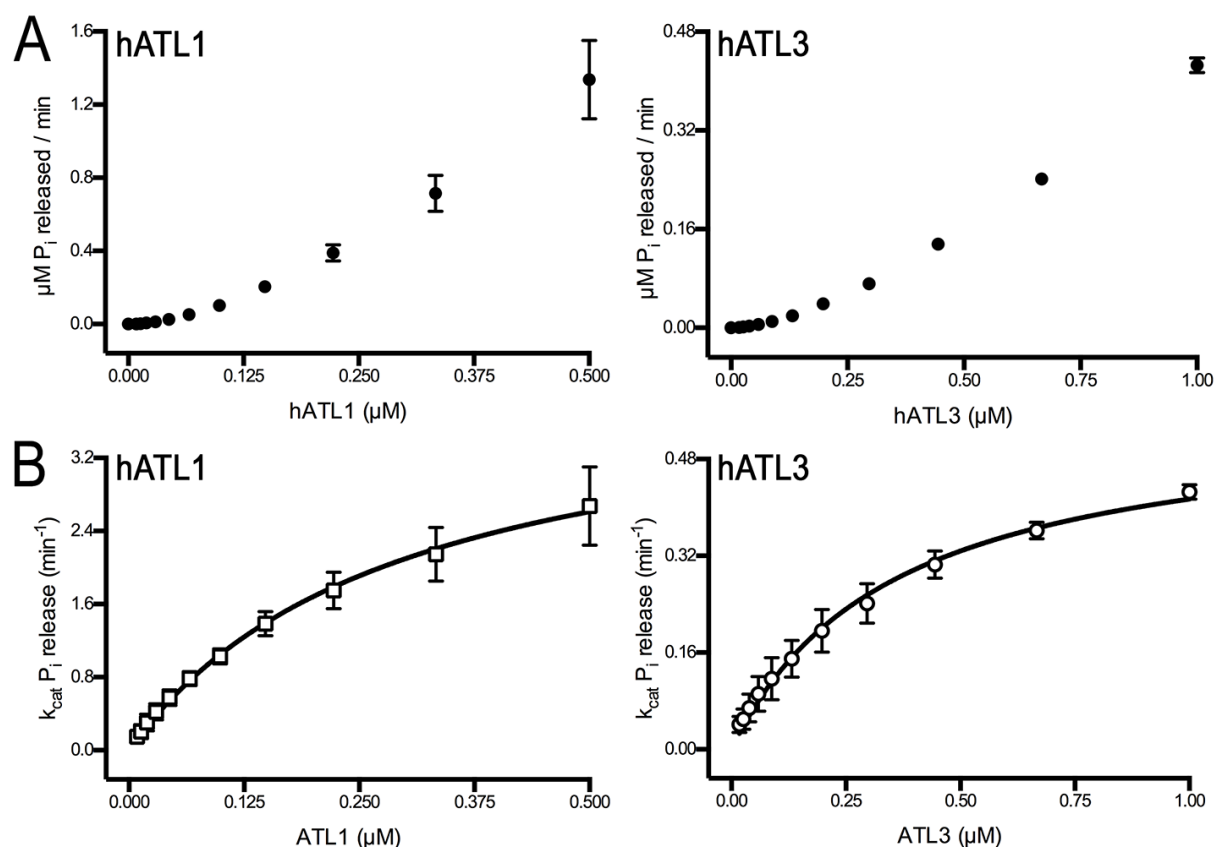 A
hATL1
µM Pi released / min
1.6
1.2
0.8
0.4
0.0
0.000 0.125 0.250 0.375 0.500
hATL1 (µM)
hATL3
µM Pi released / min
0.48
0.32
0.16
0.00
0.00 0.25 0.50 0.75 1.00
hATL3 (µM)
B
hATL1
kcat Pi release (min⁻¹)
3.2
2.4
1.6
0.8
0.0
0.000 0.125 0.250 0.375 0.500
ATL1 (µM)
hATL3
kcat Pi release (min⁻¹)
0.48
0.32
0.16
0.00
0.00 0.25 0.50 0.75 1.00
ATL3 (µM)